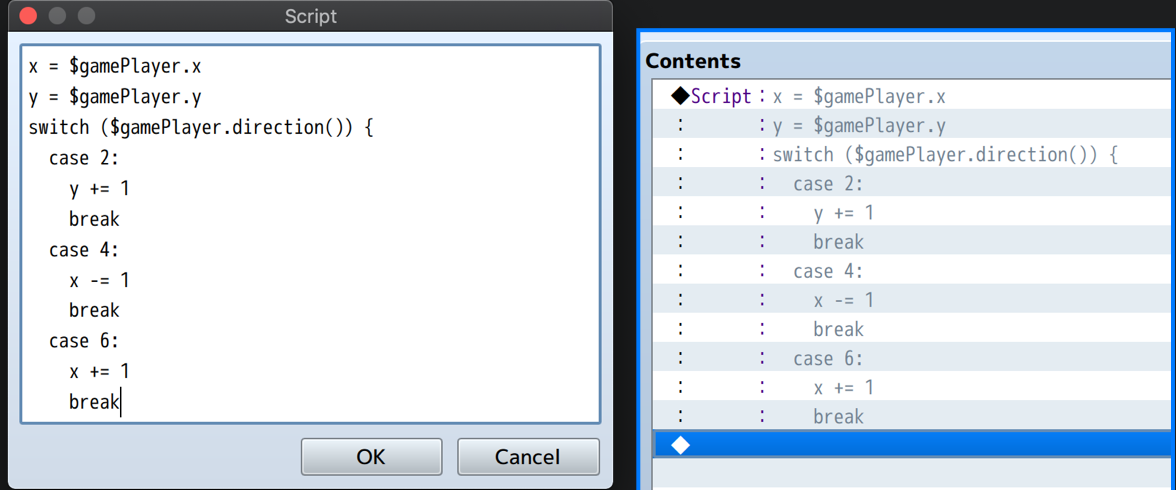 Script
x = $gamePlayer.x
y = $gamePlayer.y
switch ($gamePlayer.direction()) {
  case 2:
    y += 1
    break
  case 4:
    x -= 1
    break
  case 6:
    x += 1
    break
OK Cancel
Contents
◆Script : x = $gamePlayer.x
:       : y = $gamePlayer.y
:       : switch ($gamePlayer.direction()) {
:       :   case 2:
:       :     y += 1
:       :     break
:       :   case 4:
:       :     x -= 1
:       :     break
:       :   case 6:
:       :     x += 1
:       :     break
◆